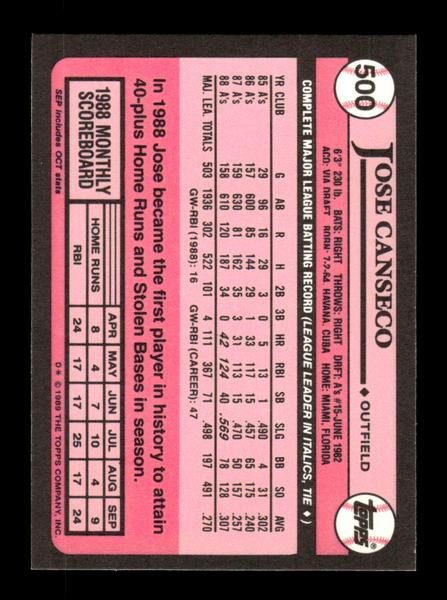 500
JOSE CANSECO ♦ OUTFIELD
topps®
6'3" 230 lb. BATS: RIGHT THROWS: RIGHT DRFT: A's #15-JUNE 1982
ACQ: VIA DRAFT BORN: 7-2-64, HAVANA, CUBA HOME: MIAMI, FLORIDA
COMPLETE MAJOR LEAGUE BATTING RECORD (LEAGUE LEADER IN ITALICS, TIE ♦)
YR CLUB G AB R H 2B 3B HR RBI SB SLG BB SO AVG
85 A's 29 96 16 29 3 0 5 13 1 .490 4 31 .302
86 A's 157 600 85 144 29 1 33 117 15 .457 65 175 .240
87 A's 159 630 81 162 35 3 31 113 15 .470 50 157 .257
88 A's 158 610 120 187 34 0 42 124 40 .569 78 128 .307
MAJ. LEA. TOTALS 503 1936 302 522 101 4 111 367 71 .498 197 491 .270
GW-RBI (1988): 16 GW-RBI (CAREER): 47
In 1988 Jose became the first player in history to attain
40-plus Home Runs and Stolen Bases in season.
1988 MONTHLY
SCOREBOARD
SEP includes OCT stats
APR MAY JUN JUL AUG SEP
HOME RUNS 8 4 7 10 4 9
RBI 24 17 17 17 25 24
D* © 1989 THE TOPPS COMPANY, INC.